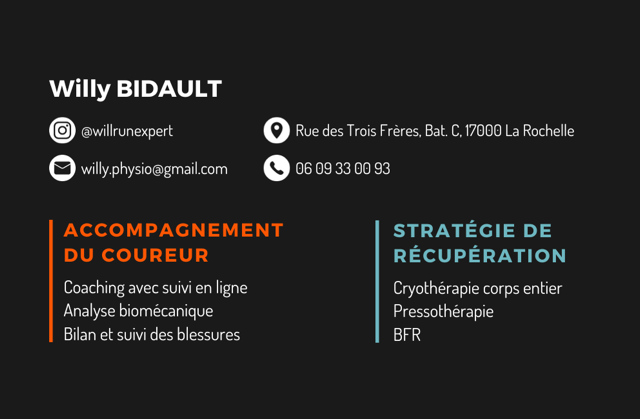 Willy BIDAULT
@willrunexpert
Rue des Trois Frères, Bat. C, 17000 La Rochelle
willy.physio@gmail.com
06 09 33 00 93
ACCOMPAGNEMENT
DU COUREUR
Coaching avec suivi en ligne
Analyse biomécanique
Bilan et suivi des blessures
STRATÉGIE DE
RÉCUPÉRATION
Cryothérapie corps entier
Pressothérapie
BFR